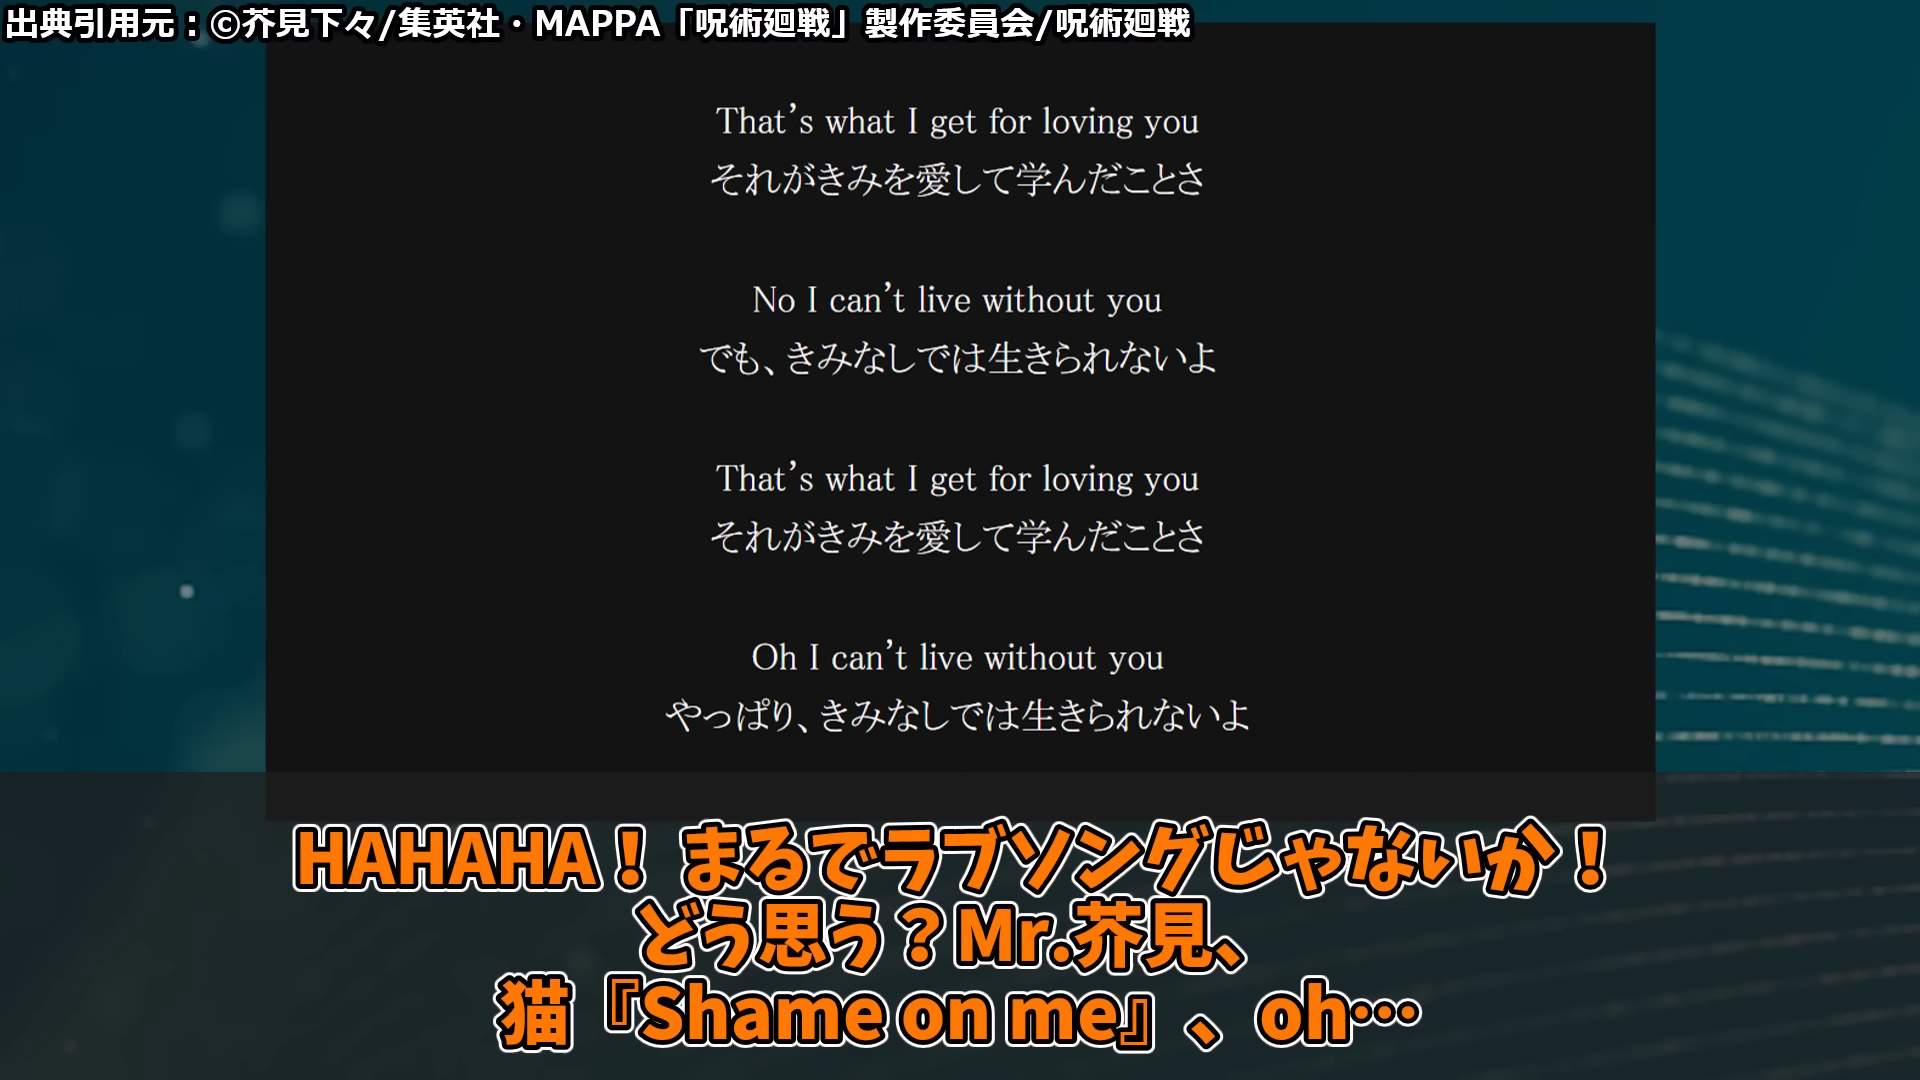 出典引用元：©芥見下々/集英社・MAPPA「呪術廻戦」製作委員会/呪術廻戦
That’s what I get for loving you
それがきみを愛して学んだことさ
No I can’t live without you
でも、きみなしでは生きられないよ
That’s what I get for loving you
それがきみを愛して学んだことさ
Oh I can’t live without you
やっぱり、きみなしでは生きられないよ
HAHAHA！ まるでラブソングじゃないか！
どう思う？Mr.芥見、
猫『Shame on me』、oh…